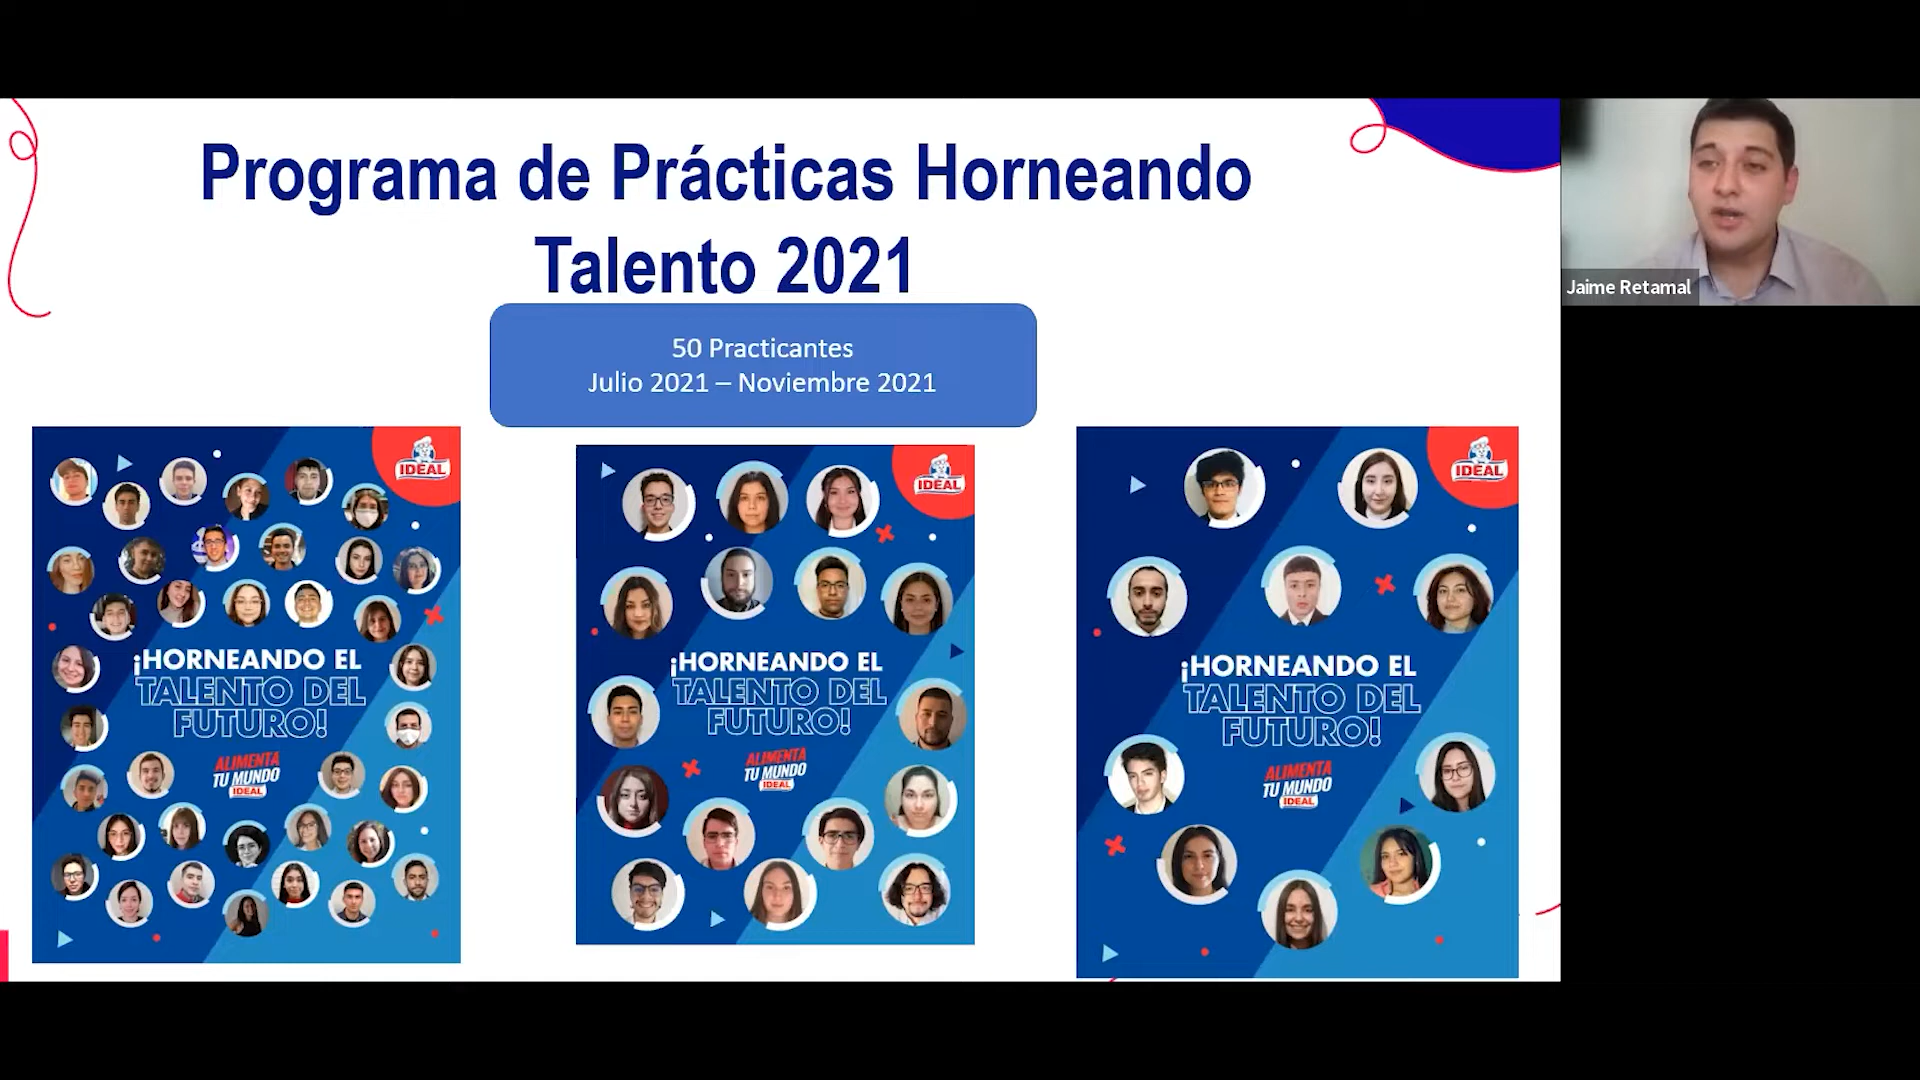 Programa de Prácticas Horneando
Talento 2021
50 Practicantes
Julio 2021 – Noviembre 2021
Jaime Retamal
IDEAL
¡HORNEANDO EL
TALENTO DEL
FUTURO!
ALIMENTA
TU MUNDO
IDEAL
IDEAL
¡HORNEANDO EL
TALENTO DEL
FUTURO!
ALIMENTA
TU MUNDO
IDEAL
IDEAL
¡HORNEANDO EL
TALENTO DEL
FUTURO!
ALIMENTA
TU MUNDO
IDEAL